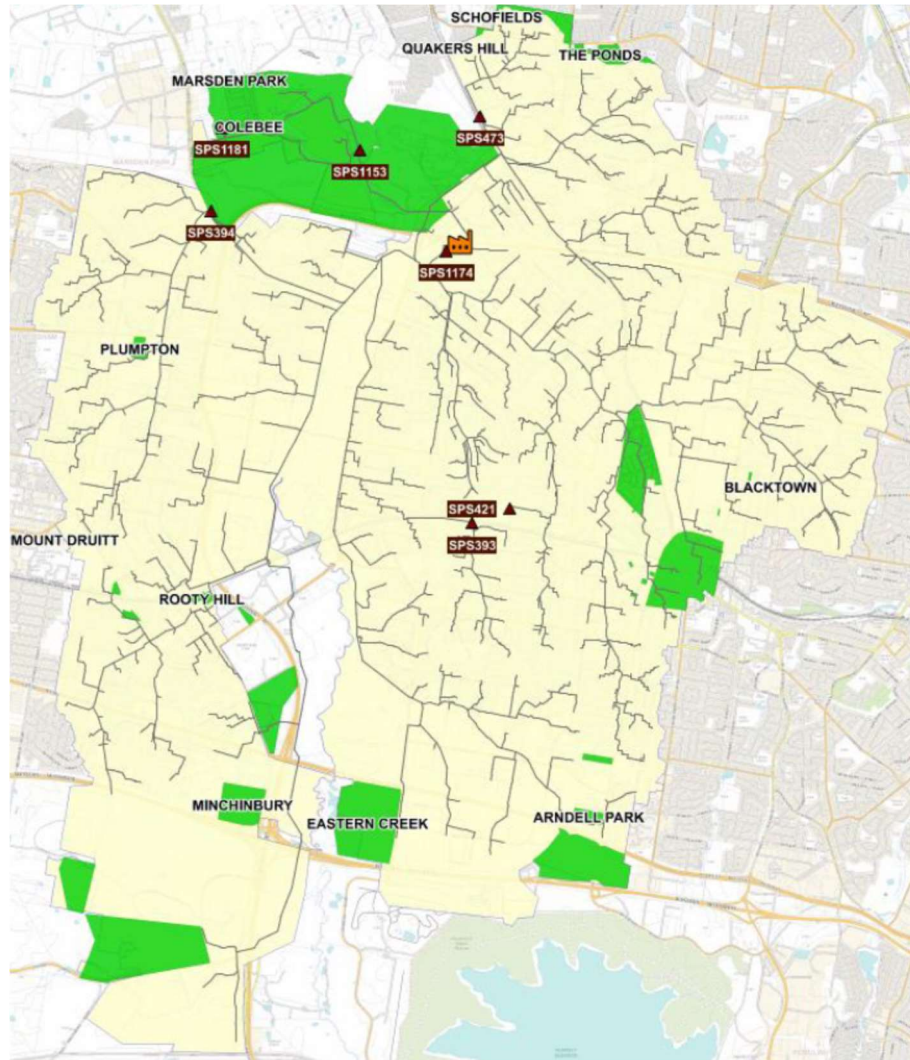 SCHOFIELDS
QUAKERS HILL
THE PONDS
MARSDEN PARK
COLEBEE
SPS473
SPS1181
SPS1153
SPS394
SPS1174
PLUMPTON
BLACKTOWN
SPS421
SPS393
MOUNT DRUITT
ROOTY HILL
MINCHINBURY
EASTERN CREEK
ARNDELL PARK